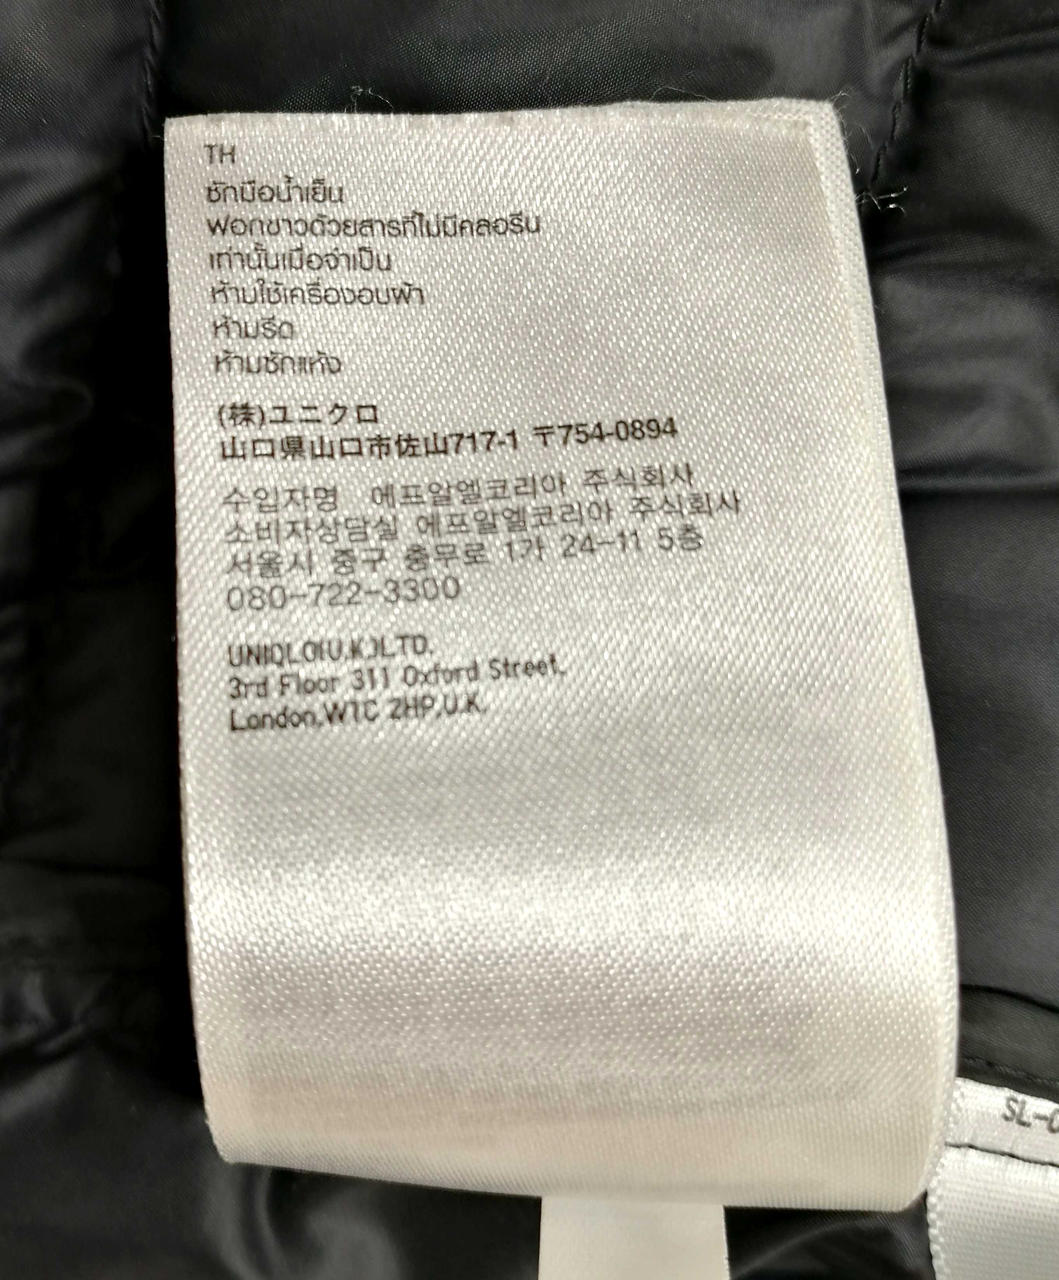 TH
ซักมือน้ำเย็น
ฟอกขาวด้วยสารที่ไม่มีคลอรีน
เท่านั้นเมื่อจำเป็น
ห้ามใช้เครื่องอบผ้า
ห้ามรีด
ห้ามซักแห้ง
(株)ユニクロ
山口県山口市佐山717-1 〒754-0894
수입자명 에프알엘코리아 주식회사
소비자상담실 에프알엘코리아 주식회사
서울시 중구 충무로 1가 24-11 5층
080-722-3300
UNIQLO(U.K.)LTD.
3rd Floor 311 Oxford Street,
London,W1C 2HP,U.K.